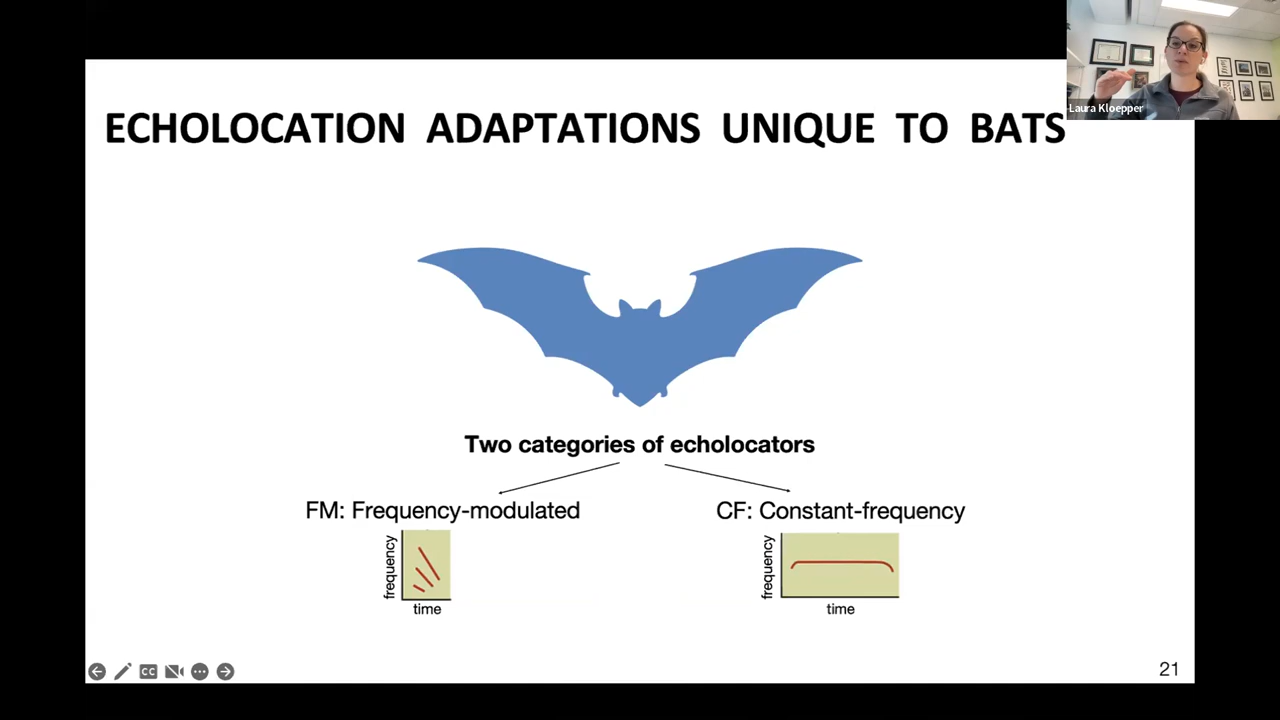 Laura Kloepper
ECHOLOCATION ADAPTATIONS UNIQUE TO BATS
Two categories of echolocators
FM: Frequency-modulated
CF: Constant-frequency
frequency
time
frequency
time
CC
21